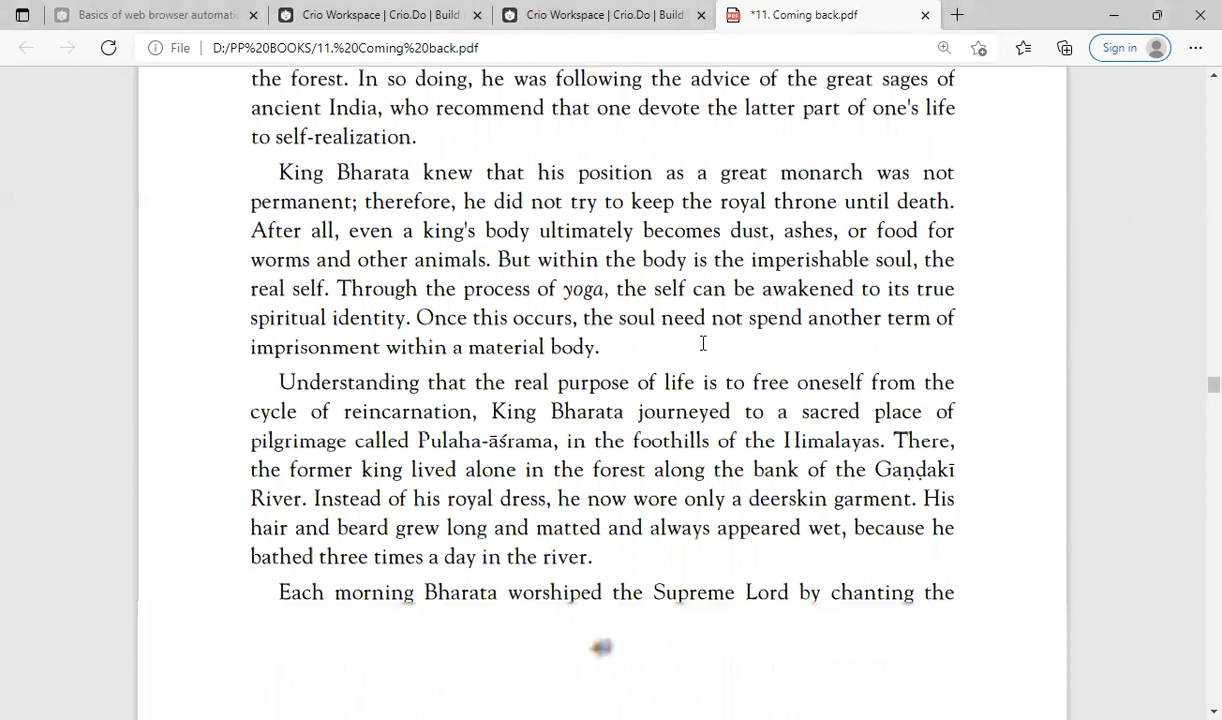 Basics of web browser automati
Crio Workspace | Crio.Do | Build
Crio Workspace | Crio.Do | Build
*11. Coming back.pdf
File
D:/PP%20BOOKS/11.%20Coming%20back.pdf
Sign in
the forest. In so doing, he was following the advice of the great sages of
ancient India, who recommend that one devote the latter part of one's life
to self-realization.
King Bharata knew that his position as a great monarch was not
permanent; therefore, he did not try to keep the royal throne until death.
After all, even a king's body ultimately becomes dust, ashes, or food for
worms and other animals. But within the body is the imperishable soul, the
real self. Through the process of yoga, the self can be awakened to its true
spiritual identity. Once this occurs, the soul need not spend another term of
imprisonment within a material body.
Understanding that the real purpose of life is to free oneself from the
cycle of reincarnation, King Bharata journeyed to a sacred place of
pilgrimage called Pulaha-āśrama, in the foothills of the Himalayas. There,
the former king lived alone in the forest along the bank of the Gaṇḍakī
River. Instead of his royal dress, he now wore only a deerskin garment. His
hair and beard grew long and matted and always appeared wet, because he
bathed three times a day in the river.
Each morning Bharata worshiped the Supreme Lord by chanting the